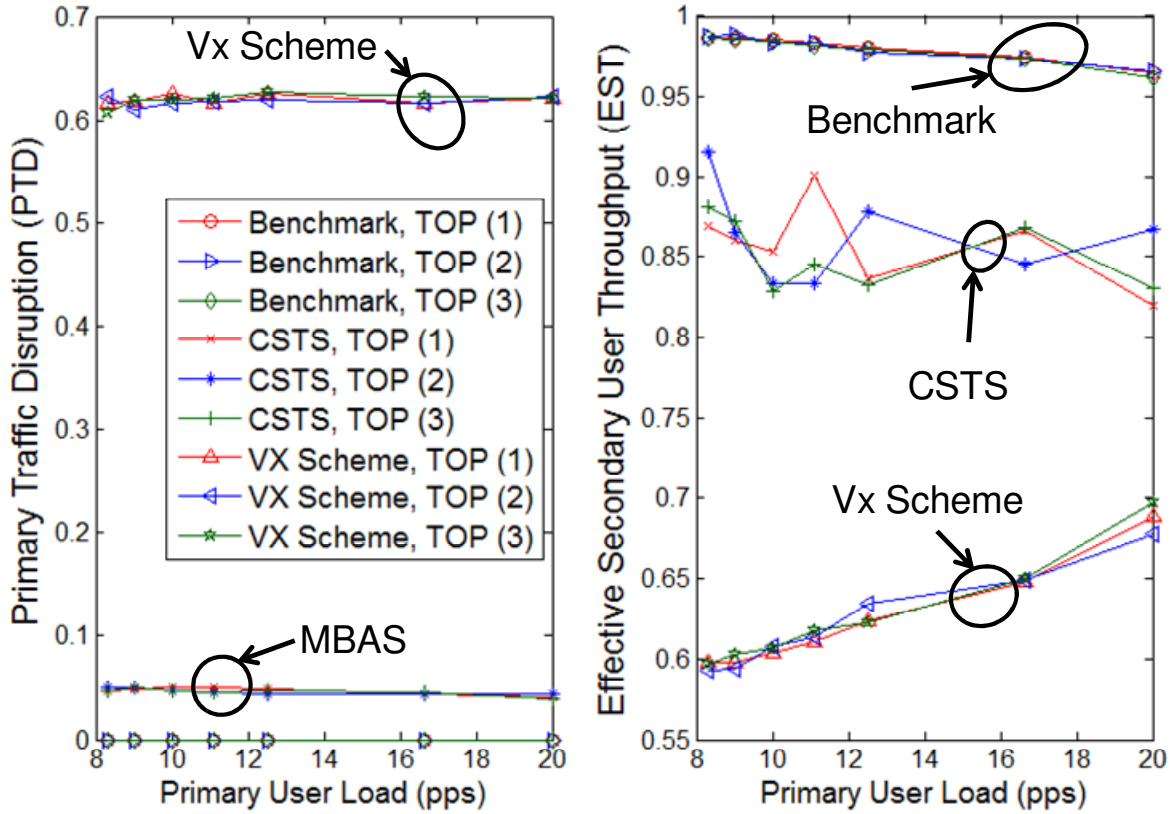 0.7
0.6
0.5
0.4
0.3
0.2
0.1
0
Primary Traffic Disruption (PTD)
Vx Scheme
Benchmark, TOP (1)
Benchmark, TOP (2)
Benchmark, TOP (3)
CSTS, TOP (1)
CSTS, TOP (2)
CSTS, TOP (3)
VX Scheme, TOP (1)
VX Scheme, TOP (2)
VX Scheme, TOP (3)
MBAS
8 10 12 14 16 18 20
Primary User Load (pps)
1
0.95
0.9
0.85
0.8
0.75
0.7
0.65
0.6
0.55
Effective Secondary User Throughput (EST)
Benchmark
CSTS
Vx Scheme
8 10 12 14 16 18 20
Primary User Load (pps)